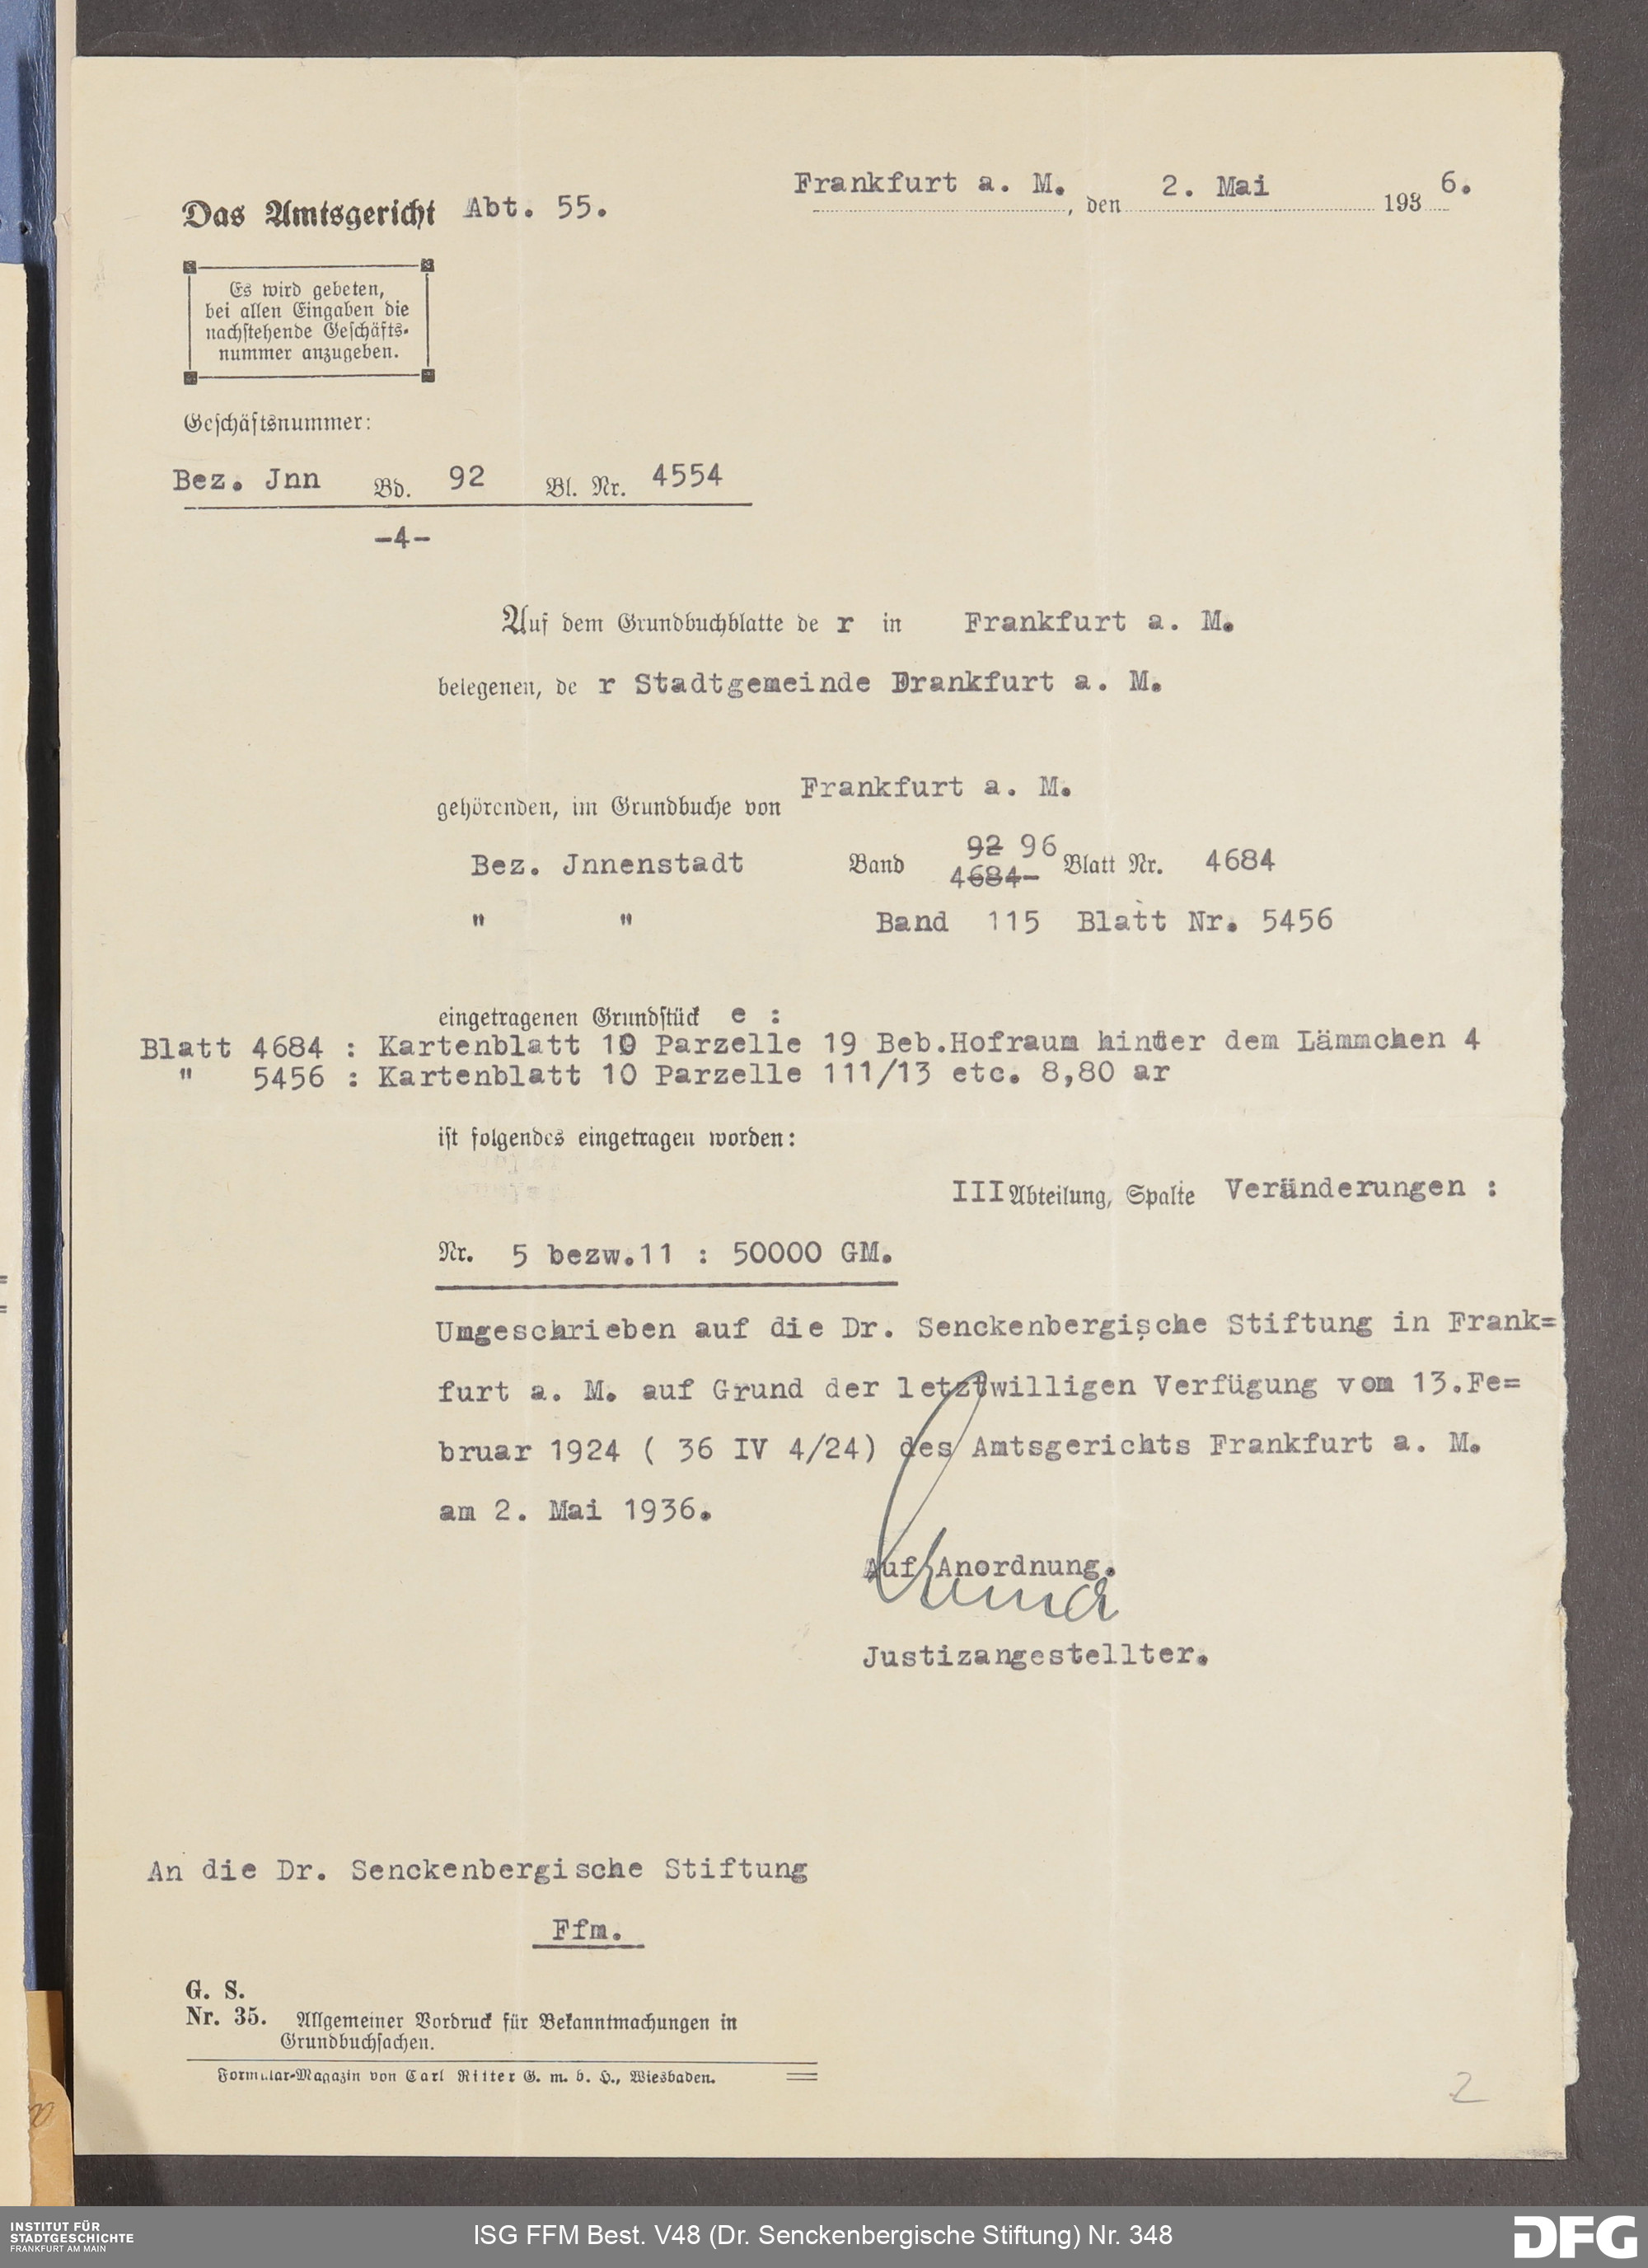 Das Amtsgericht Abt. 55.
Frankfurt a. M., den 2. Mai 1936.
Es wird gebeten,
bei allen Eingaben die
nachstehende Geschäfts-
nummer anzugeben.
Geschäftsnummer:
Bez. Jnn Bd. 92 Bl. Nr. 4554
-4-
Auf dem Grundbuchblatte de r in Frankfurt a. M.
belegenen, de r Stadtgemeinde Frankfurt a. M.
gehörenden, im Grundbuche von Frankfurt a. M.
92 96
Bez. Jnnenstadt Band 4684- Blatt Nr. 4684
" " Band 115 Blatt Nr. 5456
eingetragenen Grundstück e :
Blatt 4684 : Kartenblatt 10 Parzelle 19 Beb.Hofraum hinter dem Lämmchen 4
" 5456 : Kartenblatt 10 Parzelle 111/13 etc. 8,80 ar
ist folgendes eingetragen worden:
III Abteilung, Spalte Veränderungen :
Nr. 5 bezw.11 : 50000 GM.
Umgeschrieben auf die Dr. Senckenbergische Stiftung in Frank=
furt a. M. auf Grund der letztwilligen Verfügung vom 13.Fe=
bruar 1924 ( 36 IV 4/24) des Amtsgerichts Frankfurt a. M.
am 2. Mai 1936.
Auf Anordnung.
Justizangestellter.
An die Dr. Senckenbergische Stiftung
Ffm.
G. S.
Nr. 35. Allgemeiner Vordruck für Bekanntmachungen in
Grundbuchsachen.
Formular-Magazin von Carl Ritter G. m. b. H., Wiesbaden.
2
INSTITUT FÜR
STADTGESCHICHTE
FRANKFURT AM MAIN
ISG FFM Best. V48 (Dr. Senckenbergische Stiftung) Nr. 348
DFG